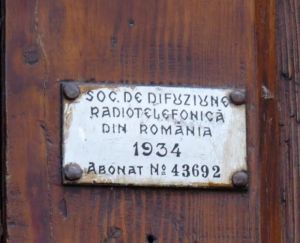 SOC. DE DIFUZIUNE
RADIOTELEFONICĂ
DIN ROMÂNIA
1934
ABONAT No 43692